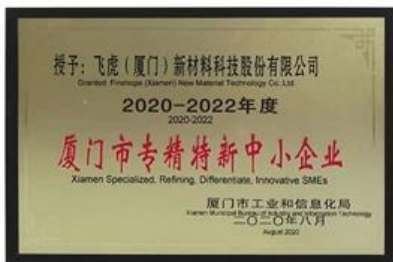 授予：飞虎（厦门）新材料科技股份有限公司
Granted: Finehope (Xiamen) New Material Technology Co.,Ltd
2020-2022年度
2020-2022
厦门市专精特新中小企业
Xiamen Specialized, Refining, Differentiate, Innovative SMEs
厦门市工业和信息化局
Xiamen Municipal Bureau of Industry and Information Technology
二〇二〇年八月
August 2020